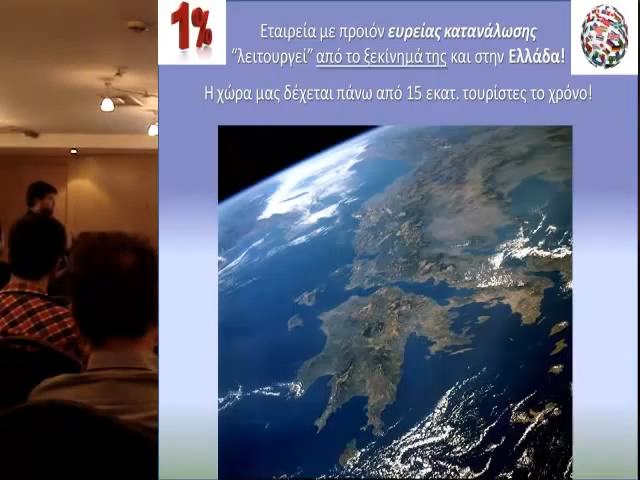 1%
Εταιρεία με προιόν ευρείας κατανάλωσης
“λειτουργεί” από το ξεκίνημά της και στην Ελλάδα!
Η χώρα μας δέχεται πάνω από 15 εκατ. τουρίστες το χρόνο!